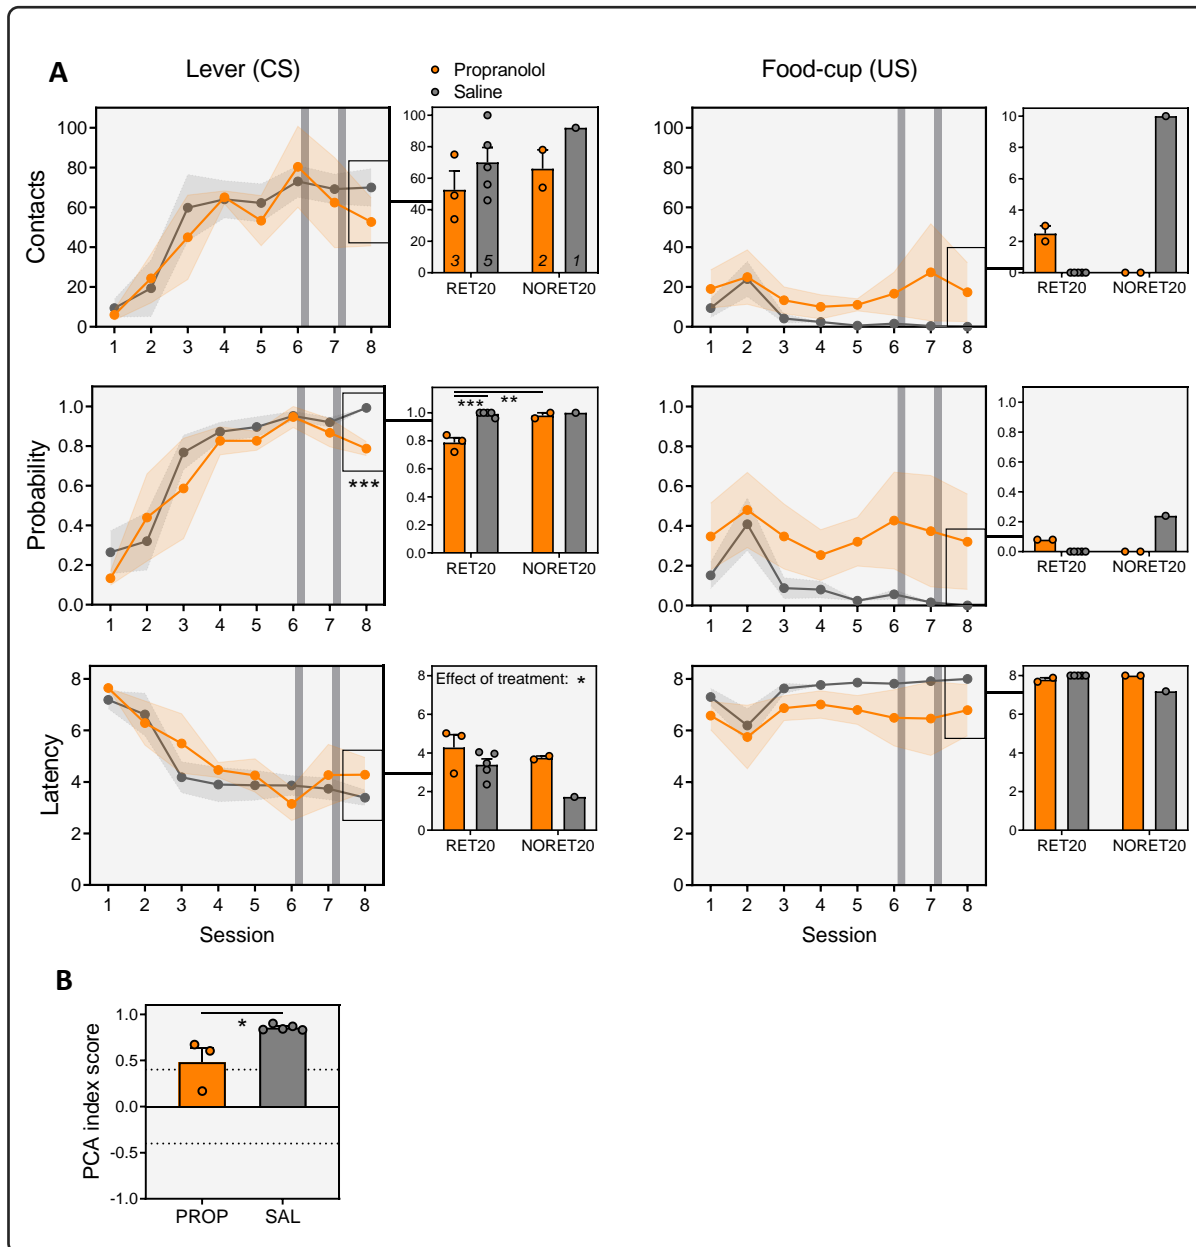 A
Lever (CS)
Propranolol
Saline
Food-cup (US)
Contacts
100
80
60
40
20
0
1 2 3 4 5 6 7 8
100
80
60
40
20
0
3 5 2 1
RET20 NORET20
100
80
60
40
20
0
1 2 3 4 5 6 7 8
10
8
6
4
2
0
RET20 NORET20
Probability
1.0
0.8
0.6
0.4
0.2
0.0
1 2 3 4 5 6 7 8
***
*** **
1.0
0.8
0.6
0.4
0.2
0.0
RET20 NORET20
1.0
0.8
0.6
0.4
0.2
0.0
1 2 3 4 5 6 7 8
1.0
0.8
0.6
0.4
0.2
0.0
RET20 NORET20
Latency
8
6
4
2
0
1 2 3 4 5 6 7 8
Session
Effect of treatment: *
8
6
4
2
0
RET20 NORET20
8
6
4
2
0
1 2 3 4 5 6 7 8
Session
8
6
4
2
0
RET20 NORET20
B
PCA index score
1.0
0.5
0.0
-0.5
-1.0
*
PROP SAL